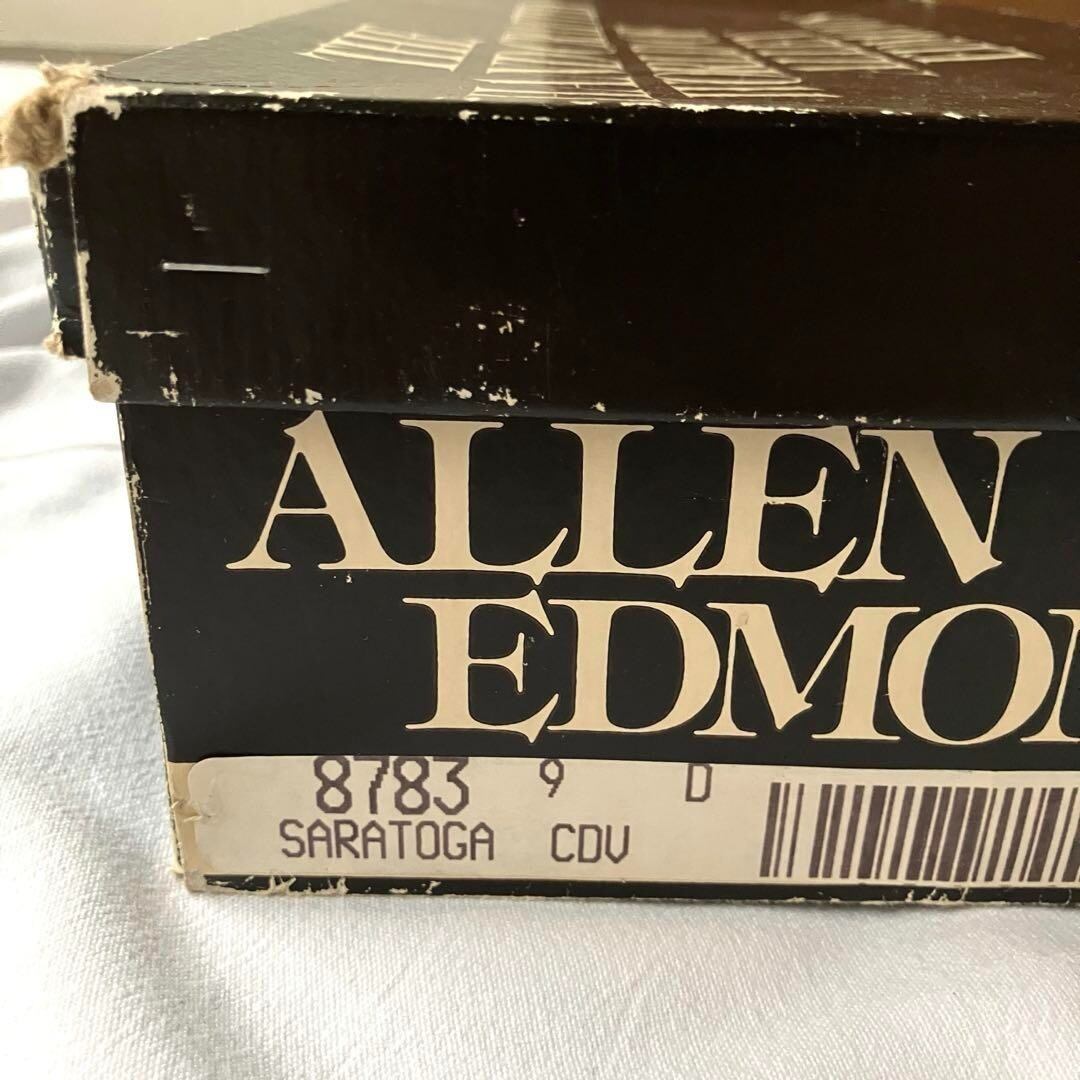 ALLEN
EDMO
8783 9 D
SARATOGA CDV